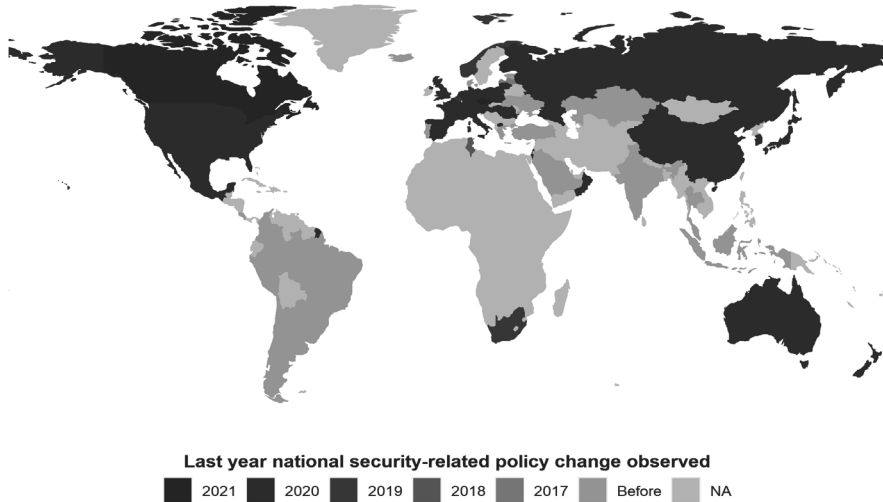 Last year national security-related policy change observed
2021 2020 2019 2018 2017 Before NA